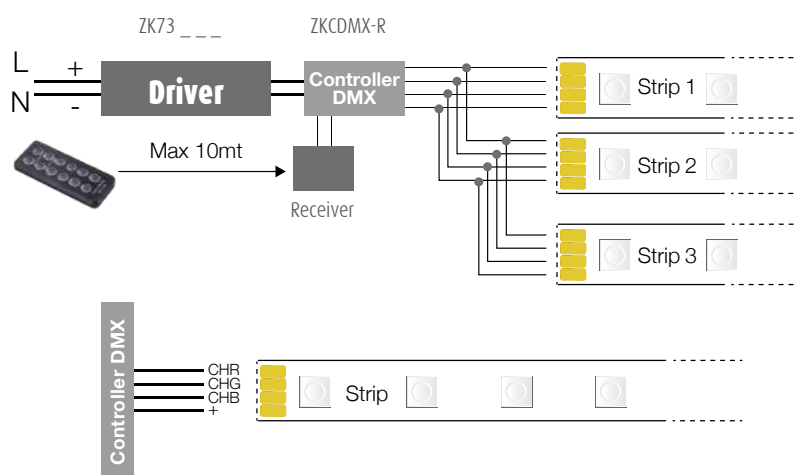 ZK73 _ _ _
ZKCDMX-R
L +
N -
Driver
Controller
DMX
Max 10mt
Receiver
Strip 1
Strip 2
Strip 3
Controller DMX
CHR
CHG
CHB
+
Strip